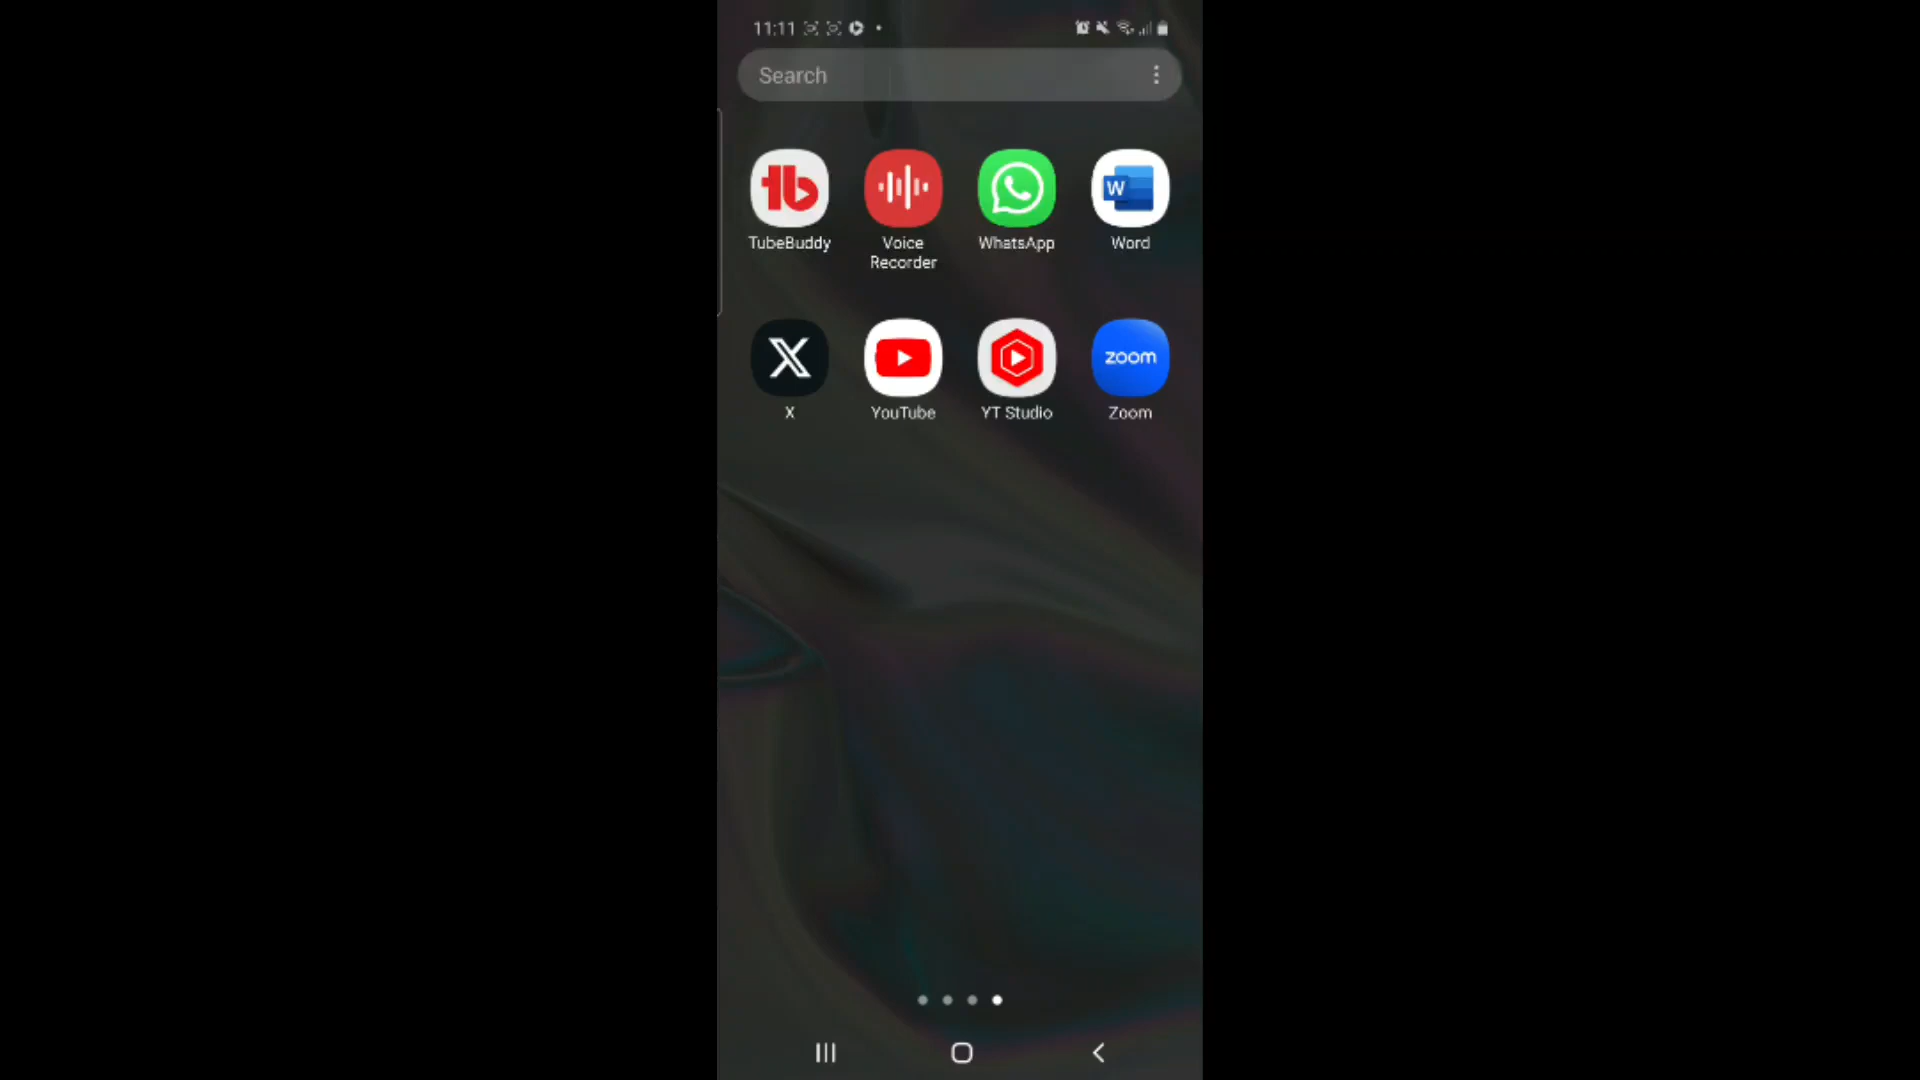 11:11
Search
TubeBuddy
Voice
Recorder
WhatsApp
W
Word
X
YouTube
YT Studio
zoom
Zoom